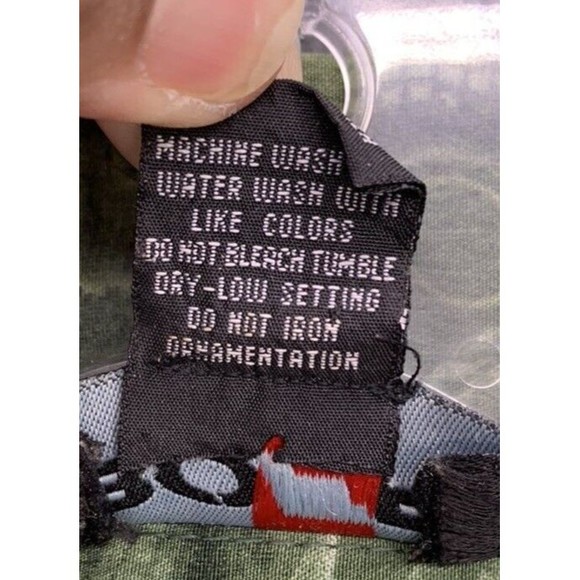 MACHINE WASH
WATER WASH WITH
LIKE COLORS
DO NOT BLEACH TUMBLE
DRY-LOW SETTING
DO NOT IRON
ORNAMENTATION